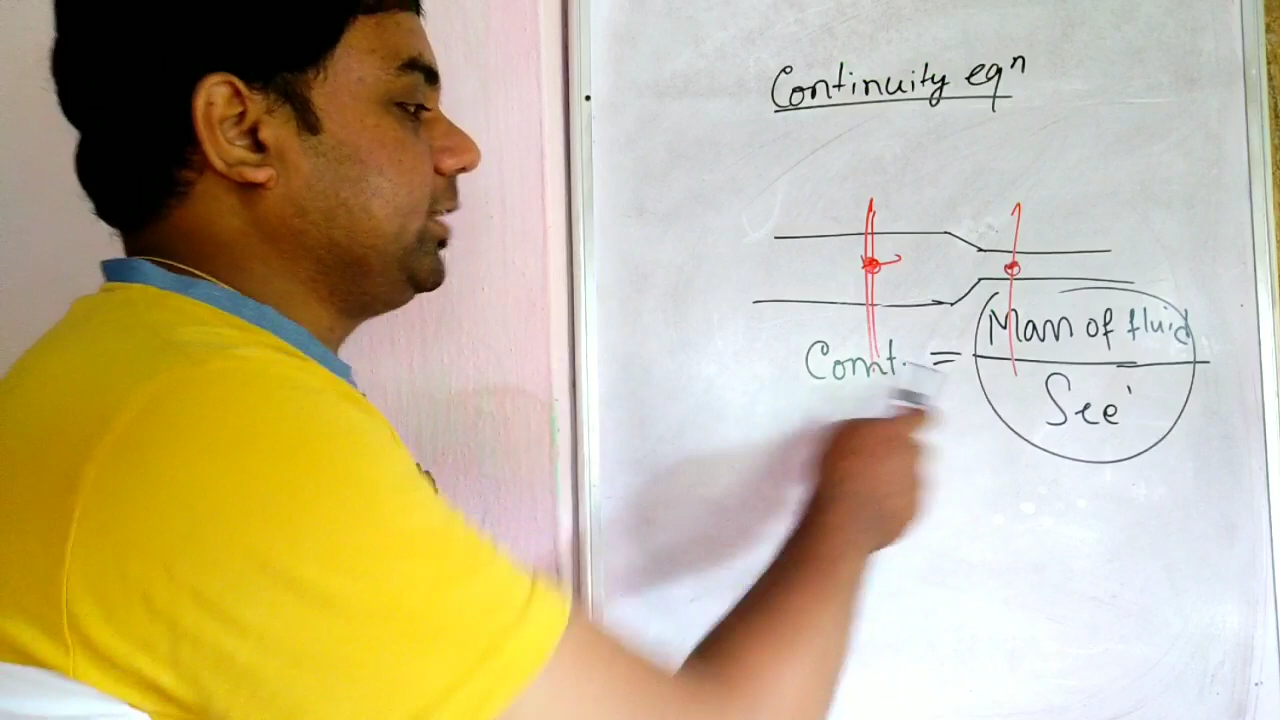 Continuity eqⁿ
Const. = Mass of fluid
Sec